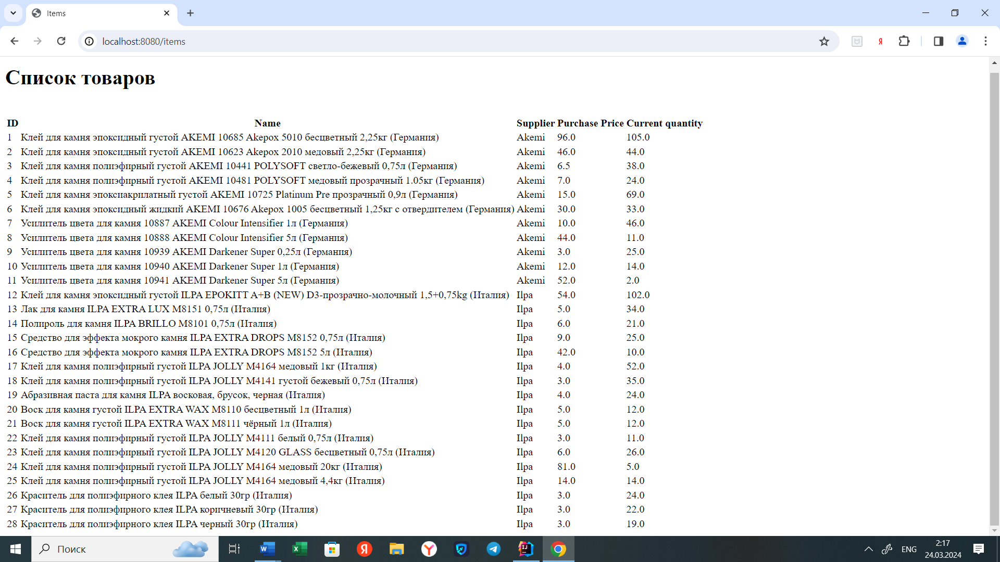 Items
localhost:8080/items
Список товаров
ID Name Supplier Purchase Price Current quantity
1 Клей для камня эпоксидный густой AKEMI 10685 Akepox 5010 бесцветный 2,25кг (Германия) Akemi 96.0 105.0
2 Клей для камня эпоксидный густой AKEMI 10623 Akepox 2010 медовый 2,25кг (Германия) Akemi 46.0 44.0
3 Клей для камня полиэфирный густой AKEMI 10441 POLYSOFT светло-бежевый 0,75л (Германия) Akemi 6.5 38.0
4 Клей для камня полиэфирный густой AKEMI 10481 POLYSOFT медовый прозрачный 1.05кг (Германия) Akemi 7.0 24.0
5 Клей для камня эпоксиакрилатный густой AKEMI 10725 Platinum Pre прозрачный 0,9л (Германия) Akemi 15.0 69.0
6 Клей для камня эпоксидный жидкий AKEMI 10676 Akepox 1005 бесцветный 1,25кг с отвердителем (Германия) Akemi 30.0 33.0
7 Усилитель цвета для камня 10887 AKEMI Colour Intensifier 1л (Германия) Akemi 10.0 46.0
8 Усилитель цвета для камня 10888 AKEMI Colour Intensifier 5л (Германия) Akemi 44.0 11.0
9 Усилитель цвета для камня 10939 AKEMI Darkener Super 0,25л (Германия) Akemi 3.0 25.0
10 Усилитель цвета для камня 10940 AKEMI Darkener Super 1л (Германия) Akemi 12.0 14.0
11 Усилитель цвета для камня 10941 AKEMI Darkener Super 5л (Германия) Akemi 52.0 2.0
12 Клей для камня эпоксидный густой ILPA EPOKITT A+B (NEW) D3-прозрачно-молочный 1,5+0,75kg (Италия) Ilpa 54.0 102.0
13 Лак для камня ILPA EXTRA LUX M8151 0,75л (Италия) Ilpa 5.0 34.0
14 Полироль для камня ILPA BRILLO M8101 0,75л (Италия) Ilpa 6.0 21.0
15 Средство для эффекта мокрого камня ILPA EXTRA DROPS M8152 0,75л (Италия) Ilpa 9.0 25.0
16 Средство для эффекта мокрого камня ILPA EXTRA DROPS M8152 5л (Италия) Ilpa 42.0 10.0
17 Клей для камня полиэфирный густой ILPA JOLLY M4164 медовый 1кг (Италия) Ilpa 4.0 52.0
18 Клей для камня полиэфирный густой ILPA JOLLY M4141 густой бежевый 0,75л (Италия) Ilpa 3.0 35.0
19 Абразивная паста для камня ILPA восковая, брусок, черная (Италия) Ilpa 4.0 24.0
20 Воск для камня густой ILPA EXTRA WAX M8110 бесцветный 1л (Италия) Ilpa 5.0 12.0
21 Воск для камня густой ILPA EXTRA WAX M8111 чёрный 1л (Италия) Ilpa 5.0 12.0
22 Клей для камня полиэфирный густой ILPA JOLLY M4111 белый 0,75л (Италия) Ilpa 3.0 11.0
23 Клей для камня полиэфирный густой ILPA JOLLY M4120 GLASS бесцветный 0,75л (Италия) Ilpa 6.0 26.0
24 Клей для камня полиэфирный густой ILPA JOLLY M4164 медовый 20кг (Италия) Ilpa 81.0 5.0
25 Клей для камня полиэфирный густой ILPA JOLLY M4164 медовый 4,4кг (Италия) Ilpa 14.0 14.0
26 Краситель для полиэфирного клея ILPA белый 30гр (Италия) Ilpa 3.0 24.0
27 Краситель для полиэфирного клея ILPA коричневый 30гр (Италия) Ilpa 3.0 22.0
28 Краситель для полиэфирного клея ILPA черный 30гр (Италия) Ilpa 3.0 19.0
Поиск
ENG
2:17
24.03.2024